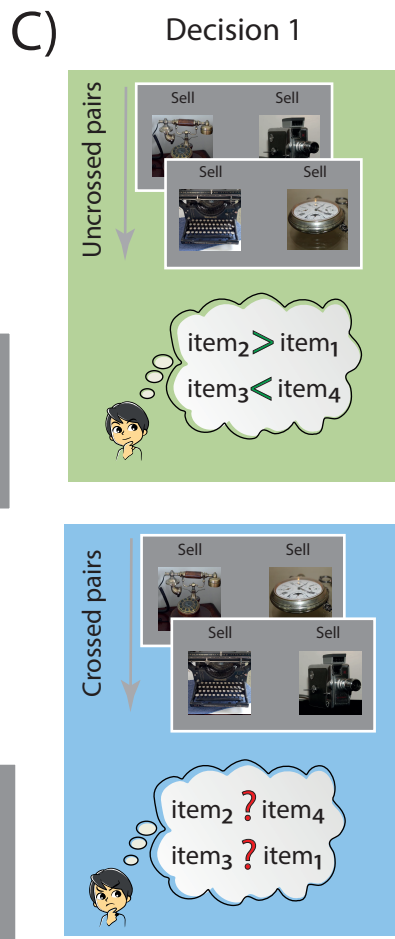 C) Decision 1
Uncrossed pairs
Sell Sell
Sell Sell
item₂ > item₁
item₃ < item₄
Crossed pairs
Sell Sell
Sell Sell
item₂ ? item₄
item₃ ? item₁